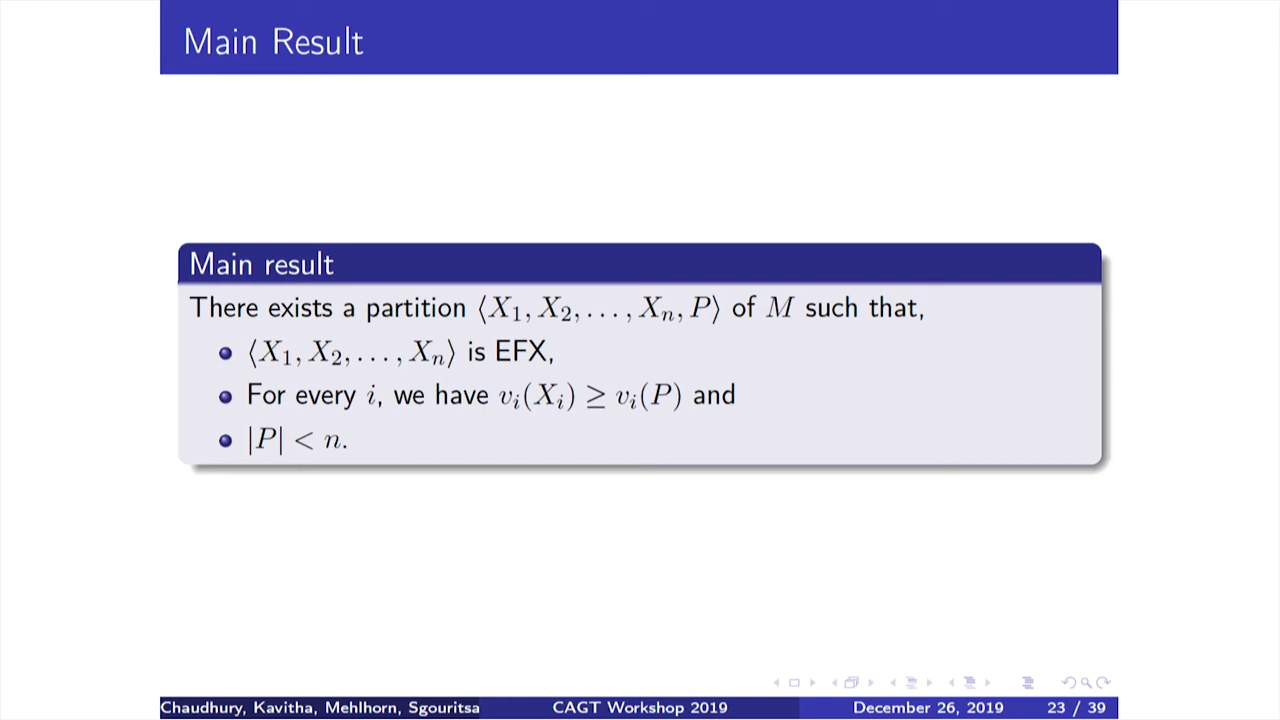 Main Result
Main result
There exists a partition ⟨X₁, X₂, . . . , Xₙ, P⟩ of M such that,
⟨X₁, X₂, . . . , Xₙ⟩ is EFX,
For every i, we have vᵢ(Xᵢ) ≥ vᵢ(P) and
|P| < n.
Chaudhury, Kavitha, Mehlhorn, Sgouritsa CAGT Workshop 2019 December 26, 2019 23 / 39